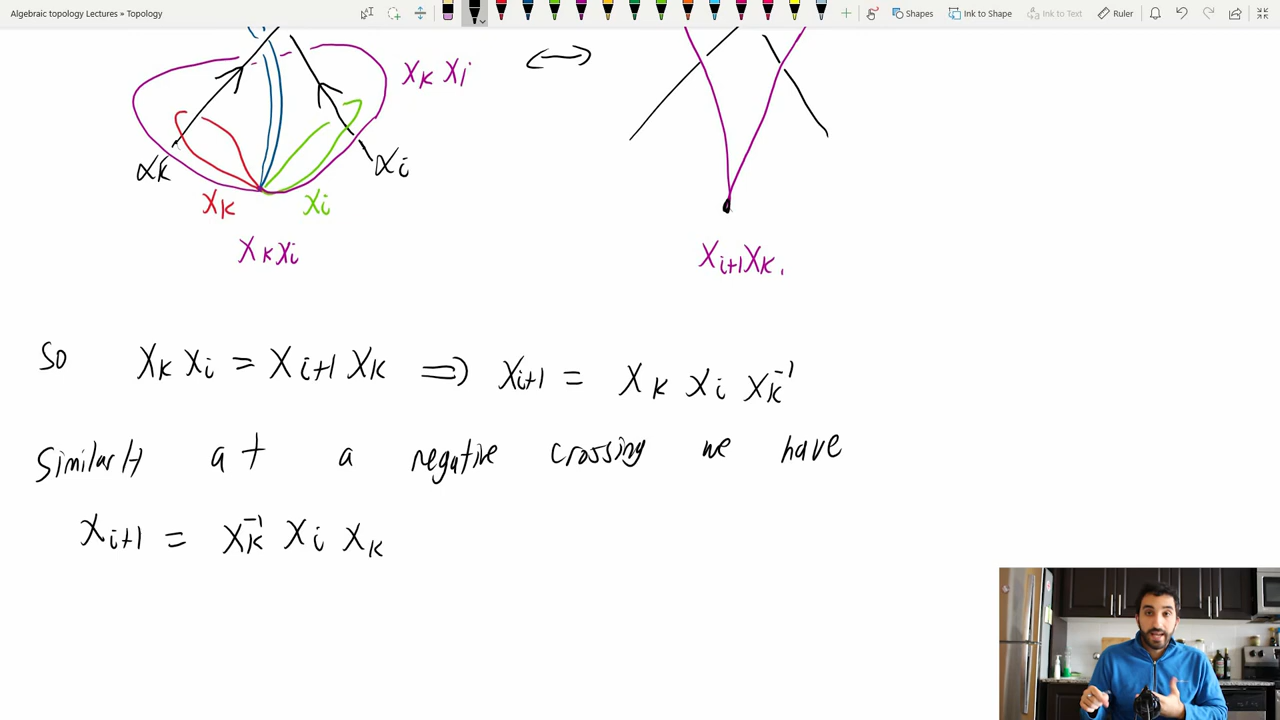 Algebraic topology Lectures » Topology
Shapes
Ink to Shape
Ink to Text
Ruler
xk xi
αk
αi
xk
xi
xk xi
xi+1 xk.
So xk xi = xi+1 xk ⟹ xi+1 = xk xi xk⁻¹
Similarly at a negative crossing we have
xi+1 = xk⁻¹ xi xk